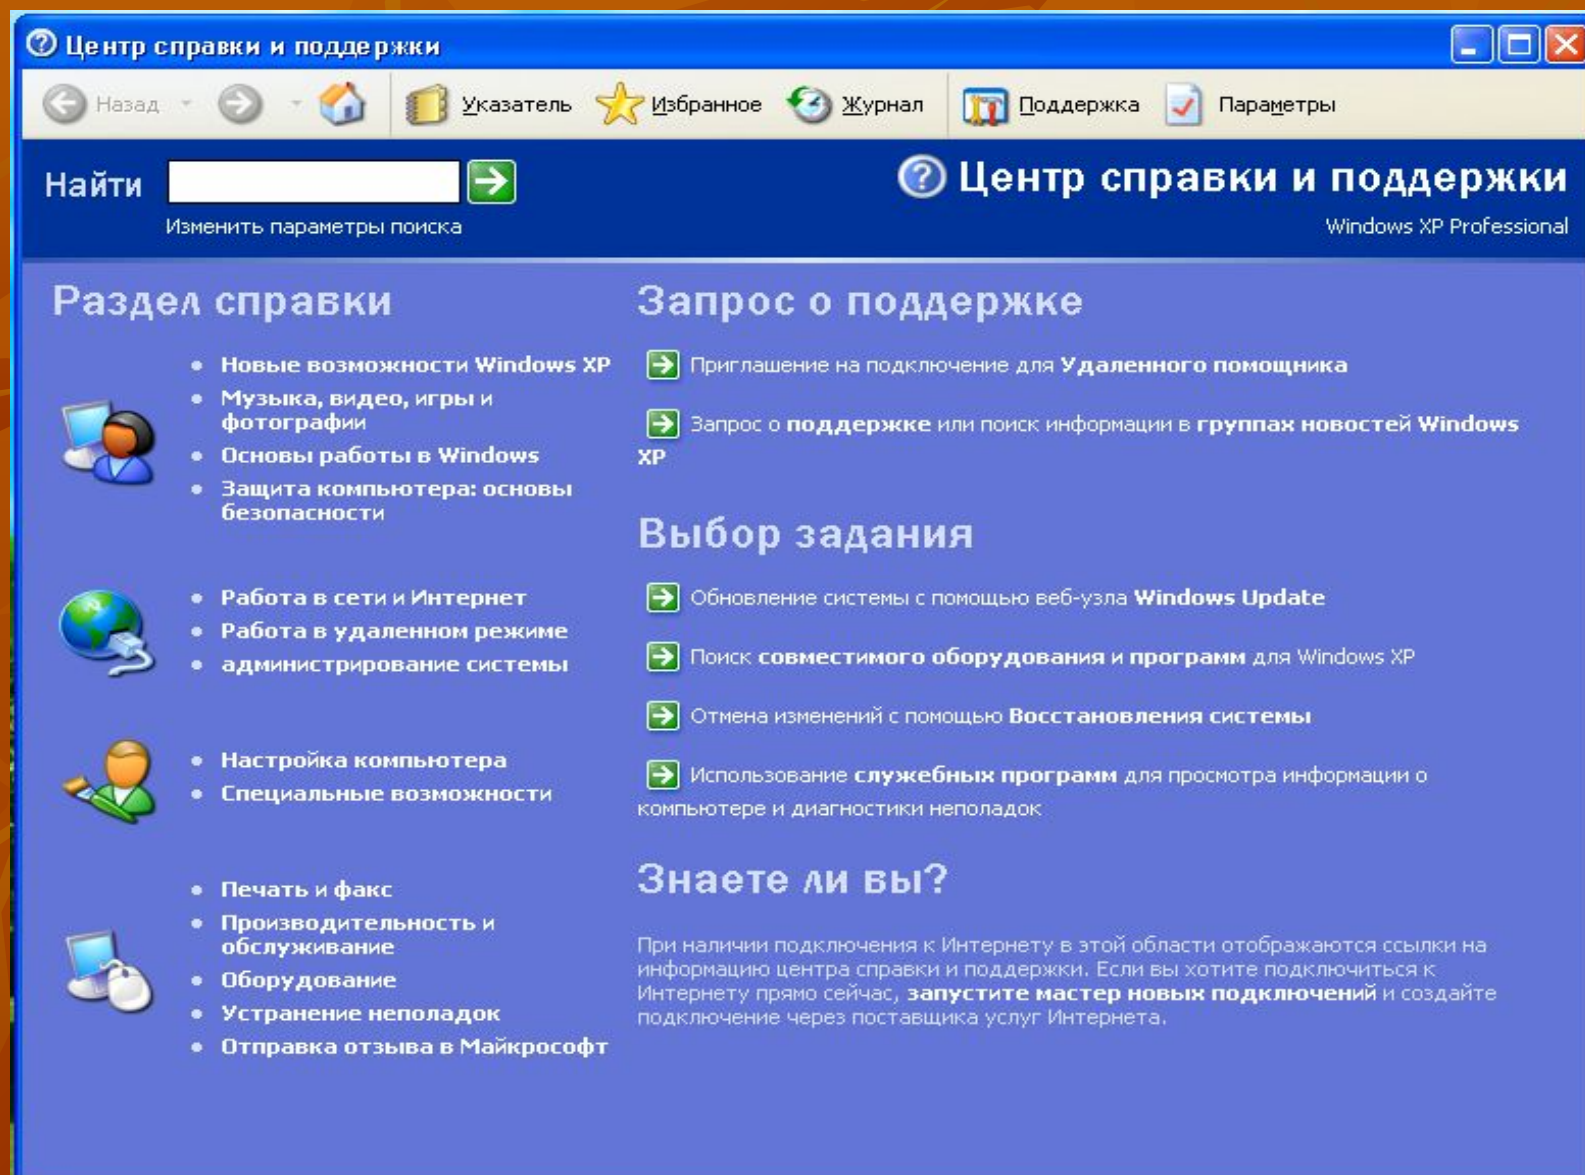 Центр справки и поддержки
Назад
Указатель
Избранное
Журнал
Поддержка
Параметры
Найти
Изменить параметры поиска
Центр справки и поддержки
Windows XP Professional
Раздел справки
Новые возможности Windows XP
Музыка, видео, игры и
фотографии
Основы работы в Windows
Защита компьютера: основы
безопасности
Работа в сети и Интернет
Работа в удаленном режиме
администрирование системы
Настройка компьютера
Специальные возможности
Печать и факс
Производительность и
обслуживание
Оборудование
Устранение неполадок
Отправка отзыва в Майкрософт
Запрос о поддержке
Приглашение на подключение для Удаленного помощника
Запрос о поддержке или поиск информации в группах новостей Windows
XP
Выбор задания
Обновление системы с помощью веб-узла Windows Update
Поиск совместимого оборудования и программ для Windows XP
Отмена изменений с помощью Восстановления системы
Использование служебных программ для просмотра информации о
компьютере и диагностики неполадок
Знаете ли вы?
При наличии подключения к Интернету в этой области отображаются ссылки на
информацию центра справки и поддержки. Если вы хотите подключиться к
Интернету прямо сейчас, запустите мастер новых подключений и создайте
подключение через поставщика услуг Интернета.